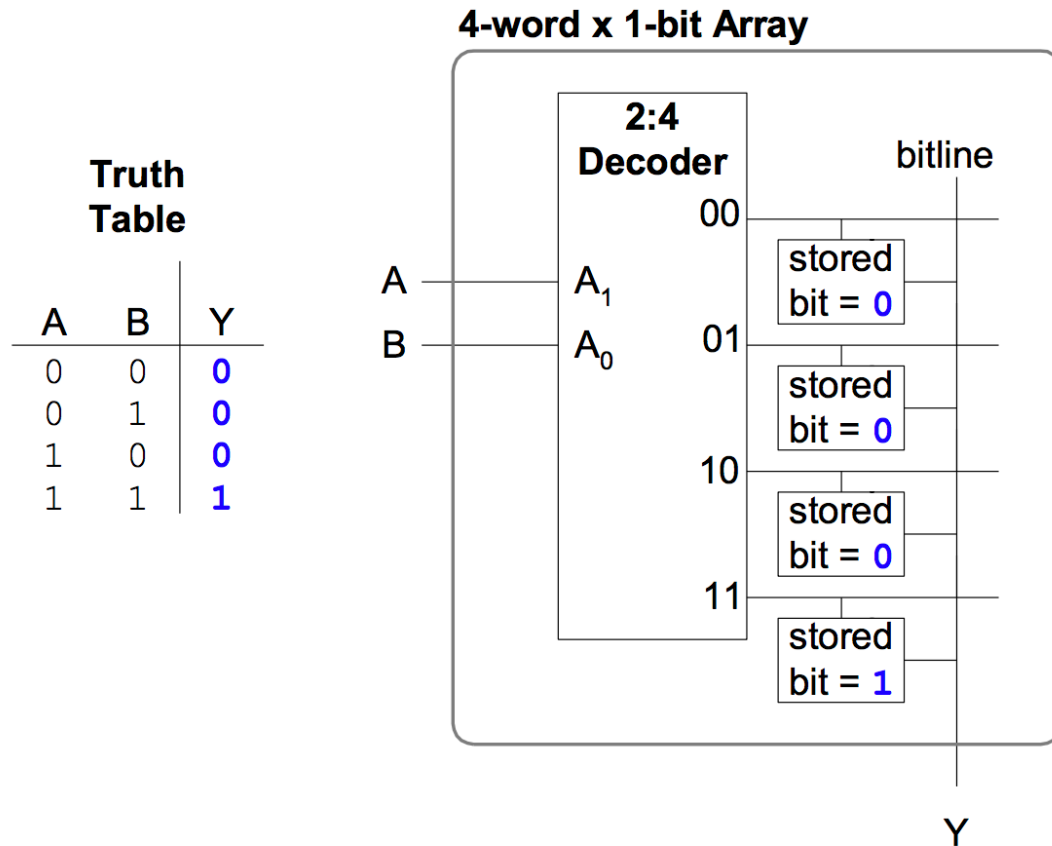 4-word x 1-bit Array
Truth
Table
A B Y
0 0 0
0 1 0
1 0 0
1 1 1
2:4
Decoder
bitline
00
A A1
stored
bit = 0
01
B A0
stored
bit = 0
10
stored
bit = 0
11
stored
bit = 1
Y